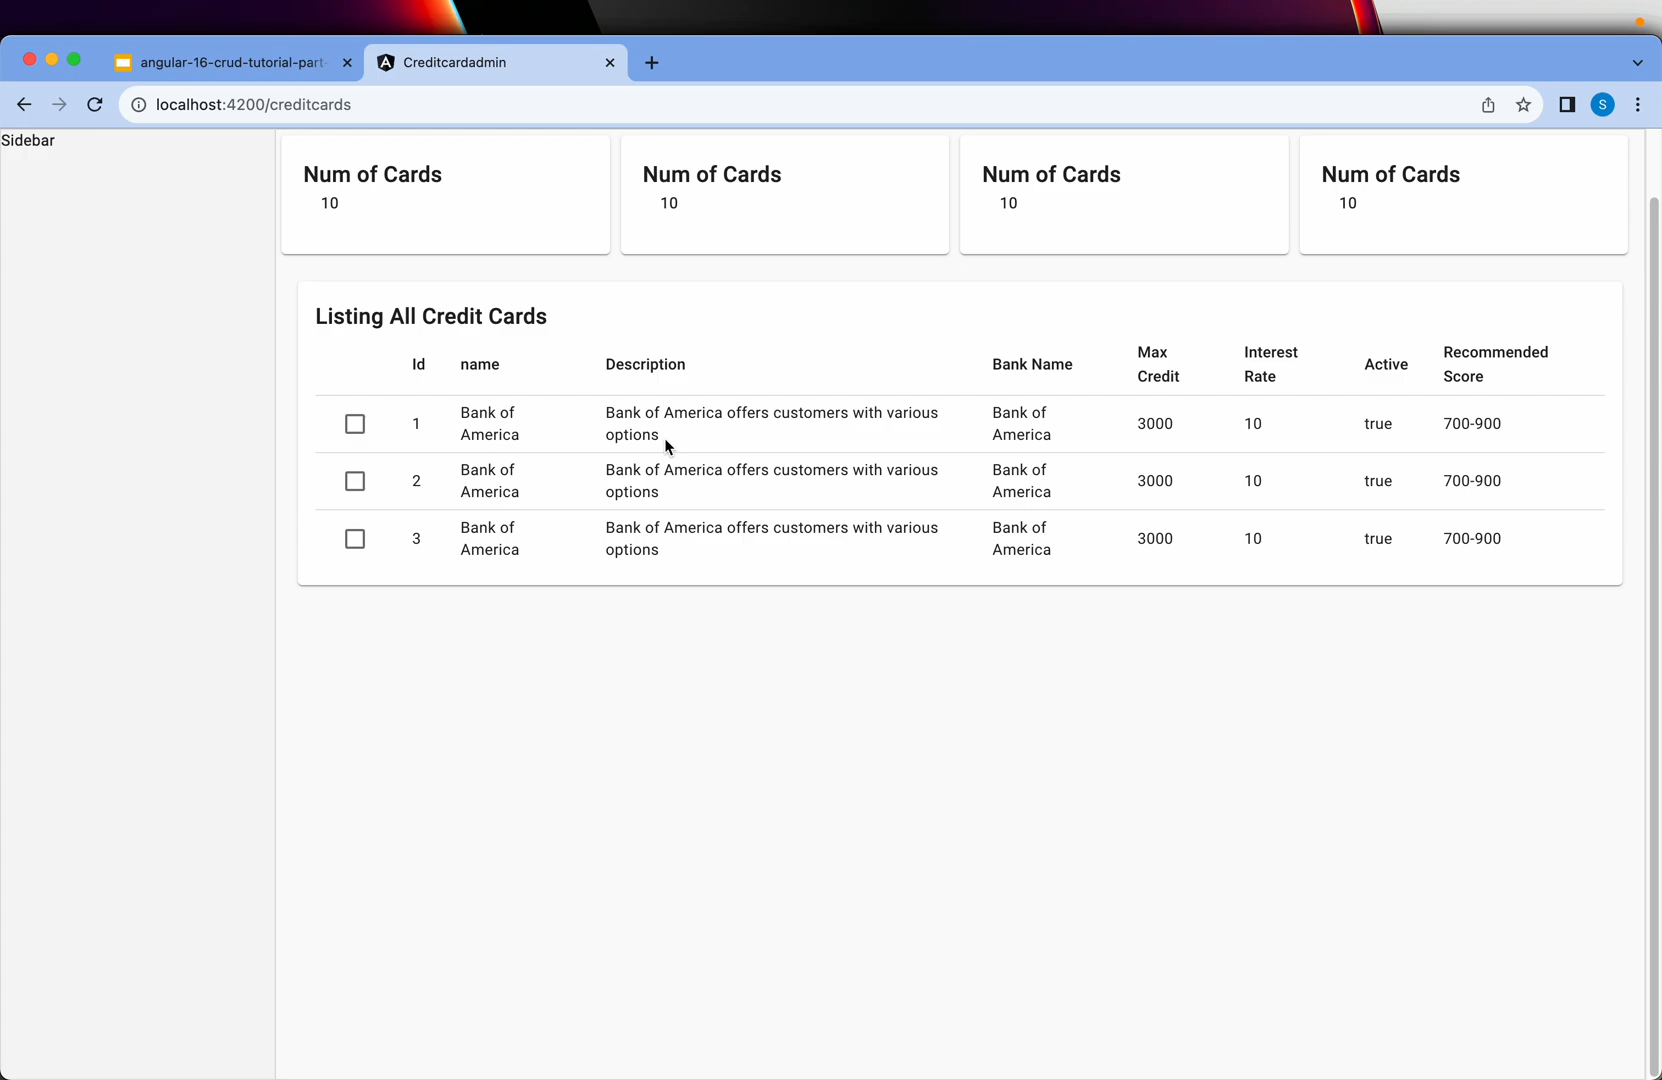 angular-16-crud-tutorial-part-
Creditcardadmin
localhost:4200/creditcards
S
Sidebar
Num of Cards
10
Num of Cards
10
Num of Cards
10
Num of Cards
10
Listing All Credit Cards
Id name Description Bank Name Max Credit Interest Rate Active Recommended Score
1 Bank of America Bank of America offers customers with various options Bank of America 3000 10 true 700-900
2 Bank of America Bank of America offers customers with various options Bank of America 3000 10 true 700-900
3 Bank of America Bank of America offers customers with various options Bank of America 3000 10 true 700-900